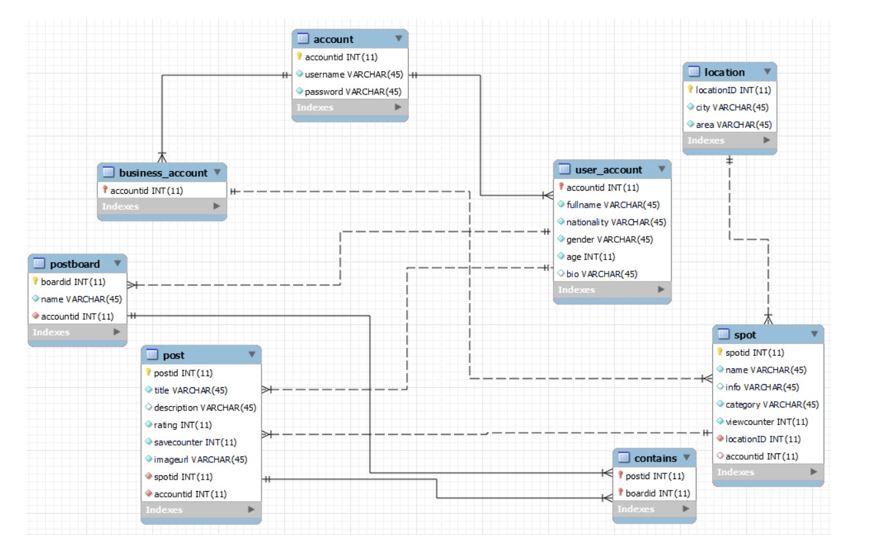 account
accountid INT(11)
username VARCHAR(45)
password VARCHAR(45)
Indexes
location
locationID INT(11)
city VARCHAR(45)
area VARCHAR(45)
Indexes
business_account
accountid INT(11)
Indexes
user_account
accountid INT(11)
fullname VARCHAR(45)
nationality VARCHAR(45)
gender VARCHAR(45)
age INT(11)
bio VARCHAR(45)
Indexes
postboard
boardid INT(11)
name VARCHAR(45)
accountid INT(11)
Indexes
post
postid INT(11)
title VARCHAR(45)
description VARCHAR(45)
rating INT(11)
savecounter INT(11)
imageurl VARCHAR(45)
spotid INT(11)
accountid INT(11)
Indexes
spot
spotid INT(11)
name VARCHAR(45)
info VARCHAR(45)
category VARCHAR(45)
viewcounter INT(11)
locationID INT(11)
accountid INT(11)
Indexes
contains
postid INT(11)
boardid INT(11)
Indexes